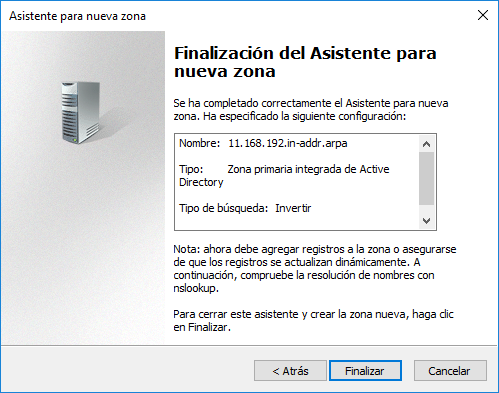 Asistente para nueva zona
Finalización del Asistente para
nueva zona
Se ha completado correctamente el Asistente para nueva
zona. Ha especificado la siguiente configuración:
Nombre: 11.168.192.in-addr.arpa
Tipo: Zona primaria integrada de Active
Directory
Tipo de búsqueda: Invertir
Nota: ahora debe agregar registros a la zona o asegurarse
de que los registros se actualizan dinámicamente. A
continuación, compruebe la resolución de nombres con
nslookup.
Para cerrar este asistente y crear la zona nueva, haga clic
en Finalizar.
< Atrás Finalizar Cancelar